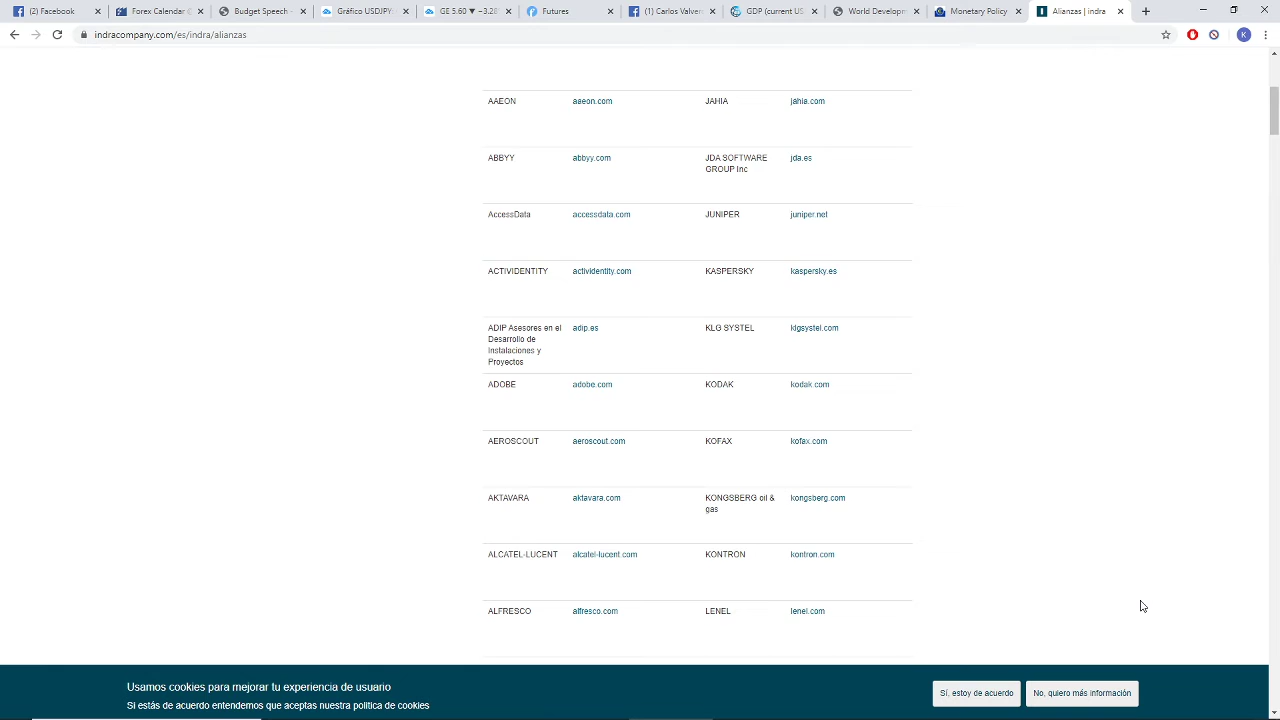 (2) Facebook
Forex Calendar @
Budget Speech –
Gráfico USDJPY:
GE 5.60 ▼ −3.28
Futures
(1) Carlos Valver
GDP (current US
World Developm
Monetary Policy
Alianzas | indra
indracompany.com/es/indra/alianzas
K
AAEON aaeon.com JAHIA jahia.com
ABBYY abbyy.com JDA SOFTWARE jda.es
GROUP Inc
AccessData accessdata.com JUNIPER juniper.net
ACTIVIDENTITY actividentity.com KASPERSKY kaspersky.es
ADIP Asesores en el adip.es KLG SYSTEL klgsystel.com
Desarrollo de
Instalaciones y
Proyectos
ADOBE adobe.com KODAK kodak.com
AEROSCOUT aeroscout.com KOFAX kofax.com
AKTAVARA aktavara.com KONGSBERG oil & kongsberg.com
gas
ALCATEL-LUCENT alcatel-lucent.com KONTRON kontron.com
ALFRESCO alfresco.com LENEL lenel.com
Usamos cookies para mejorar tu experiencia de usuario
Si estás de acuerdo entendemos que aceptas nuestra política de cookies
Sí, estoy de acuerdo
No, quiero más información